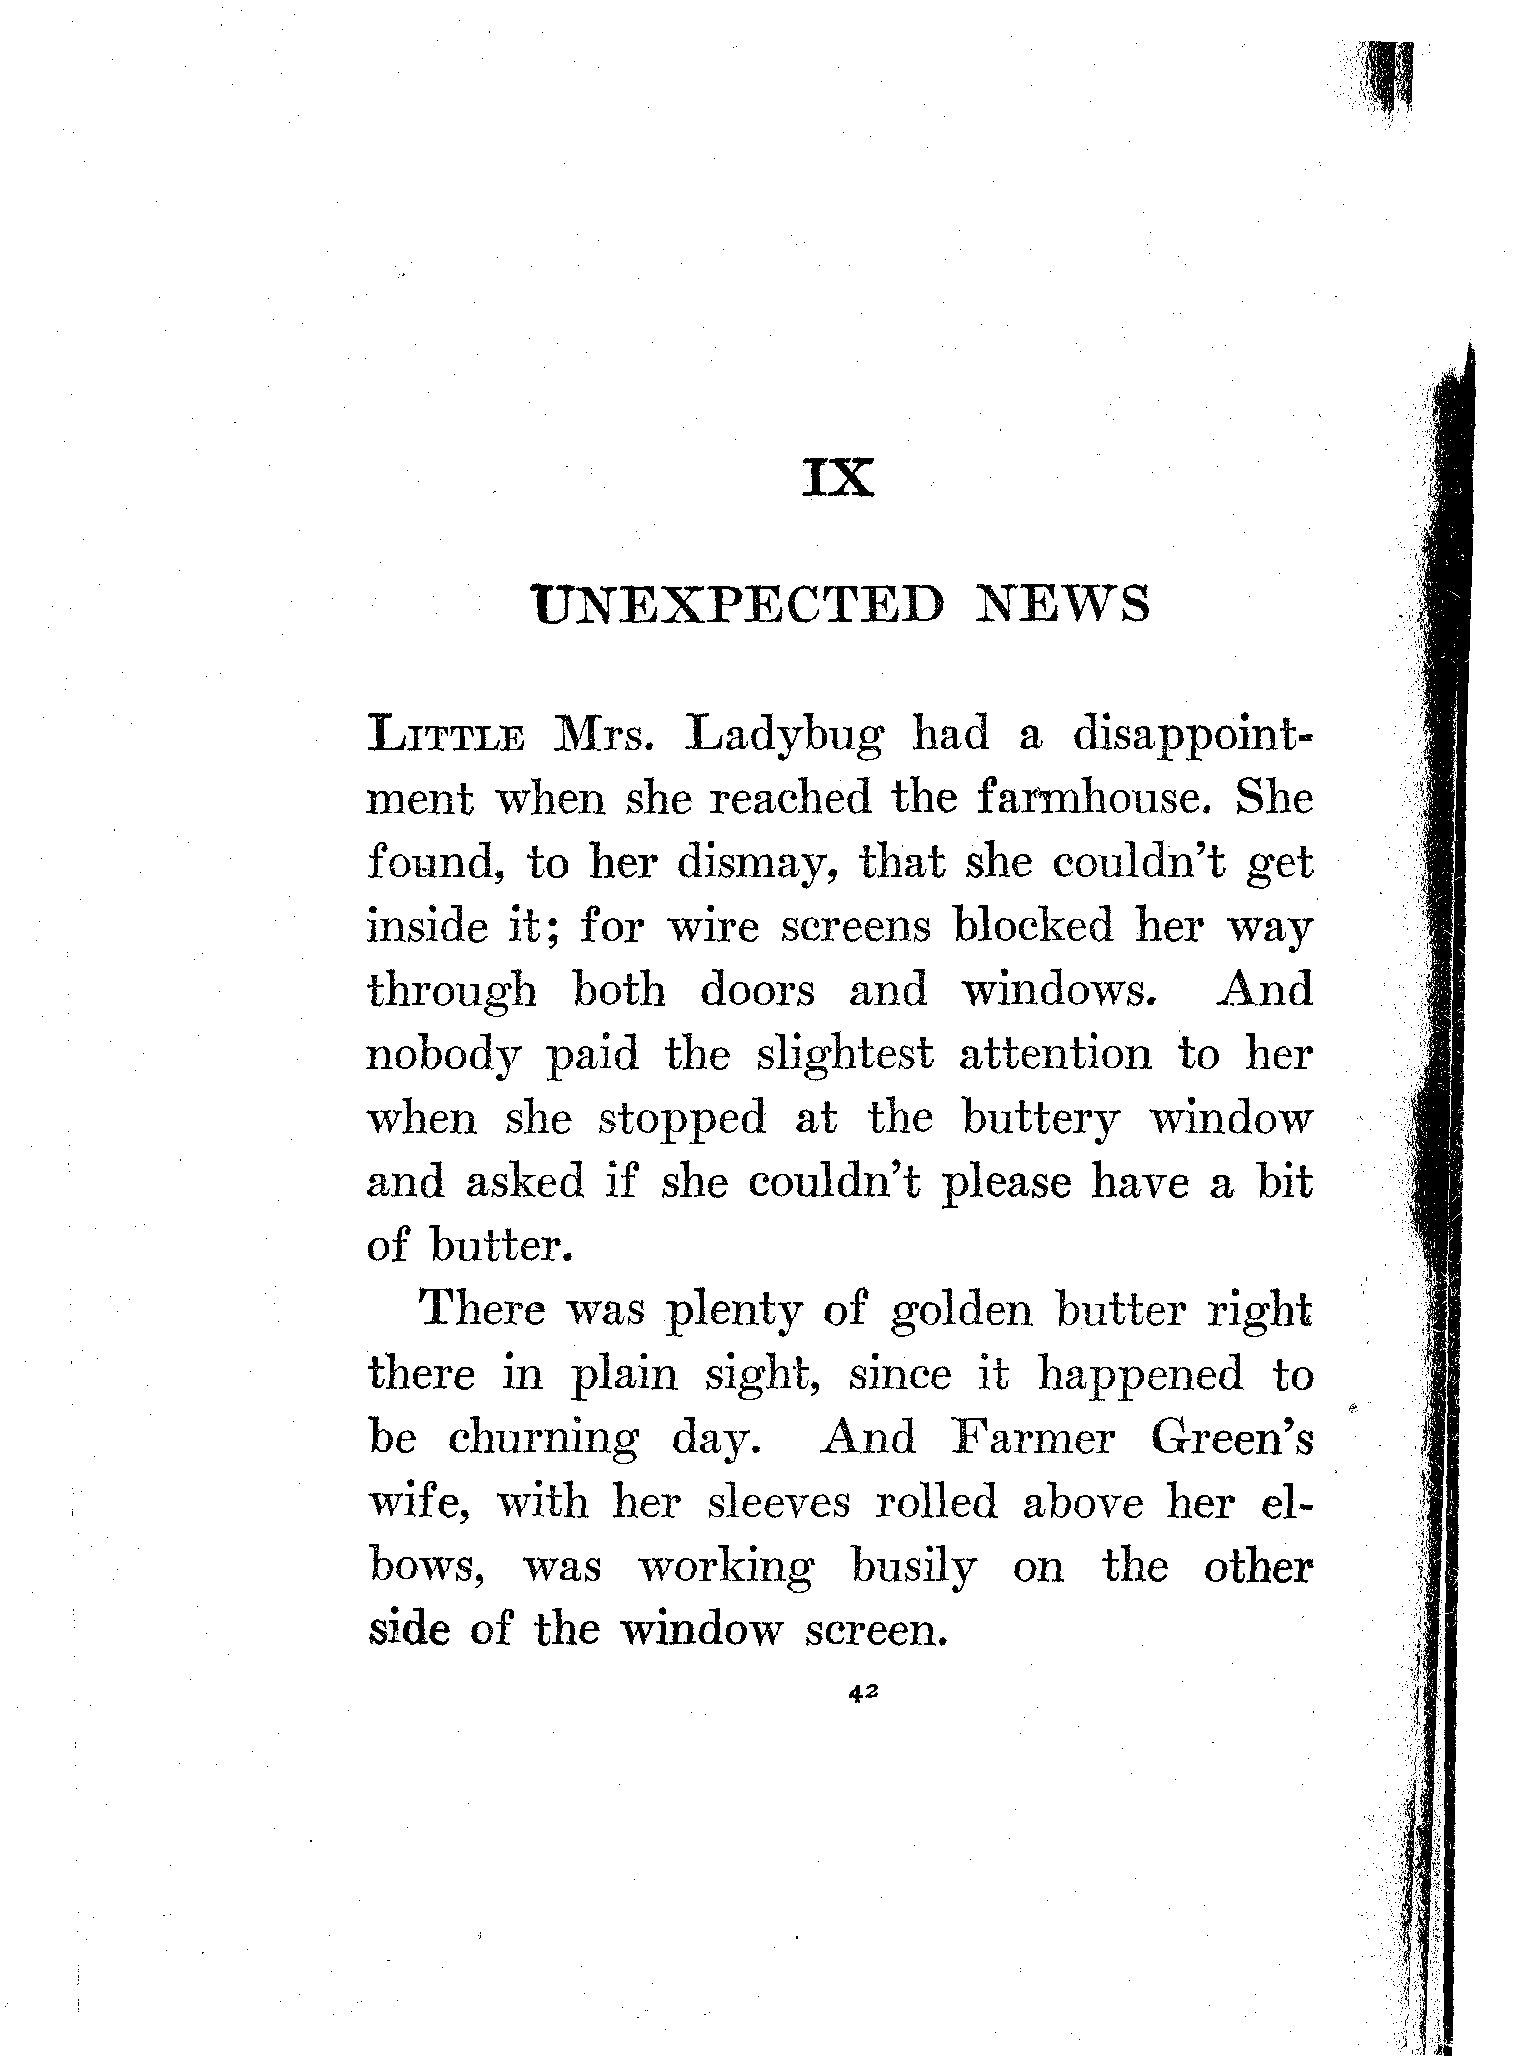 IX
UNEXPECTED NEWS
LITTLE Mrs. Ladybug had a disappoint-
ment when she reached the farmhouse. She
found, to her dismay, that she couldn't get
inside it; for wire screens blocked her way
through both doors and windows. And
nobody paid the slightest attention to her
when she stopped at the buttery window
and asked if she couldn't please have a bit
of butter.
There was plenty of golden butter right
there in plain sight, since it happened to
be churning day. And Farmer Green's
wife, with her sleeves rolled above her el-
bows, was working busily on the other
side of the window screen.
42